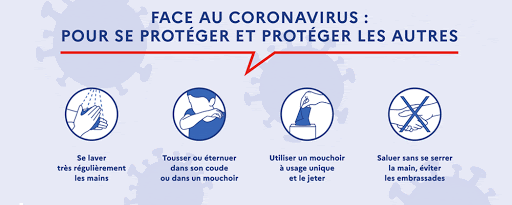 FACE AU CORONAVIRUS :
POUR SE PROTÉGER ET PROTÉGER LES AUTRES
Se laver
très régulièrement
les mains
Tousser ou éternuer
dans son coude
ou dans un mouchoir
Utiliser un mouchoir
à usage unique
et le jeter
Saluer sans se serrer
la main, éviter
les embrassades